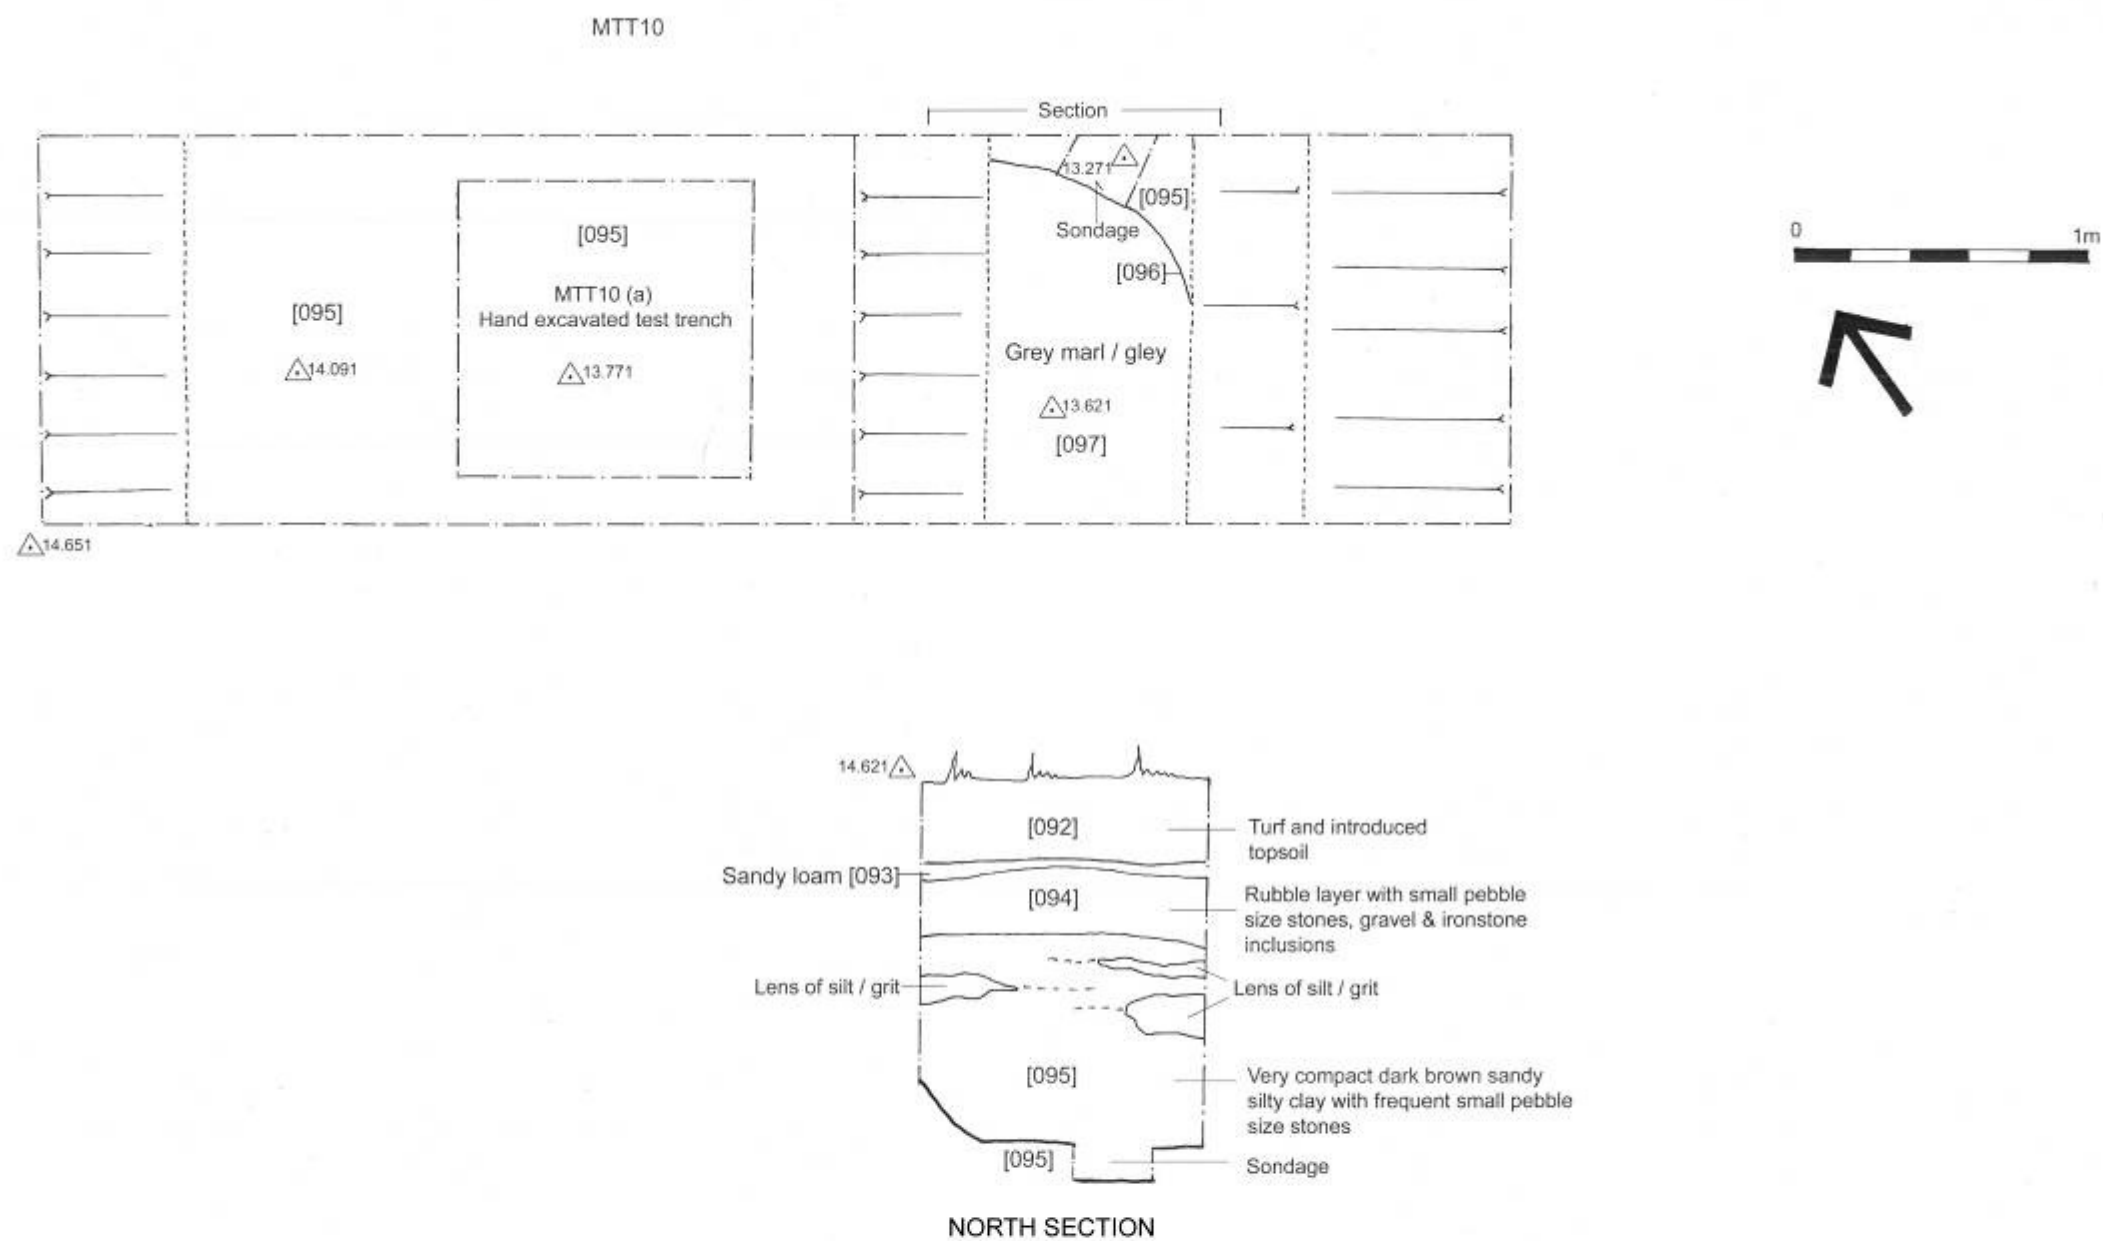 MTT10
Section
13.271
[095]
Sondage
[096]
[095]
MTT10 (a)
Hand excavated test trench
13.771
[095]
14.091
Grey marl / gley
13.621
[097]
14.651
0
1m
14.621
[092]
Turf and introduced
topsoil
Sandy loam [093]
[094]
Rubble layer with small pebble
size stones, gravel & ironstone
inclusions
Lens of silt / grit
Lens of silt / grit
[095]
Very compact dark brown sandy
silty clay with frequent small pebble
size stones
[095]
Sondage
NORTH SECTION